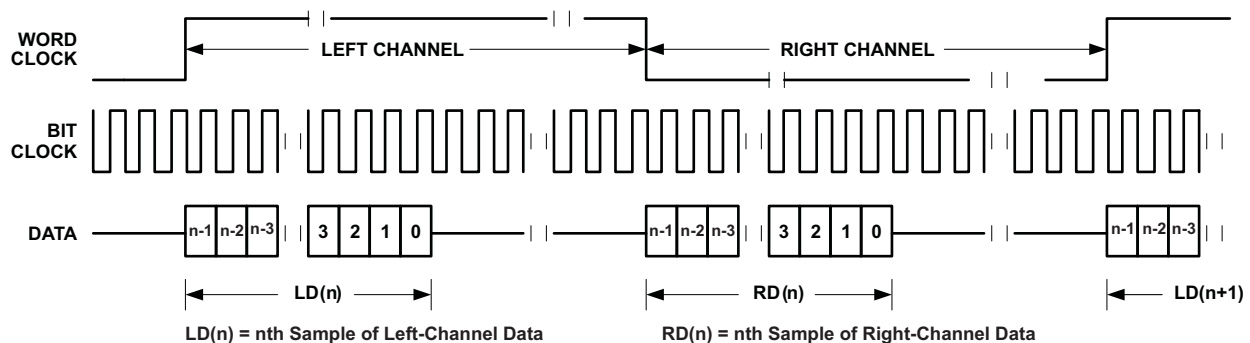 WORD
CLOCK
LEFT CHANNEL
RIGHT CHANNEL
BIT
CLOCK
DATA
n-1 n-2 n-3 3 2 1 0 n-1 n-2 n-3 3 2 1 0 n-1 n-2 n-3
LD(n) RD(n) LD(n+1)
LD(n) = nth Sample of Left-Channel Data
RD(n) = nth Sample of Right-Channel Data